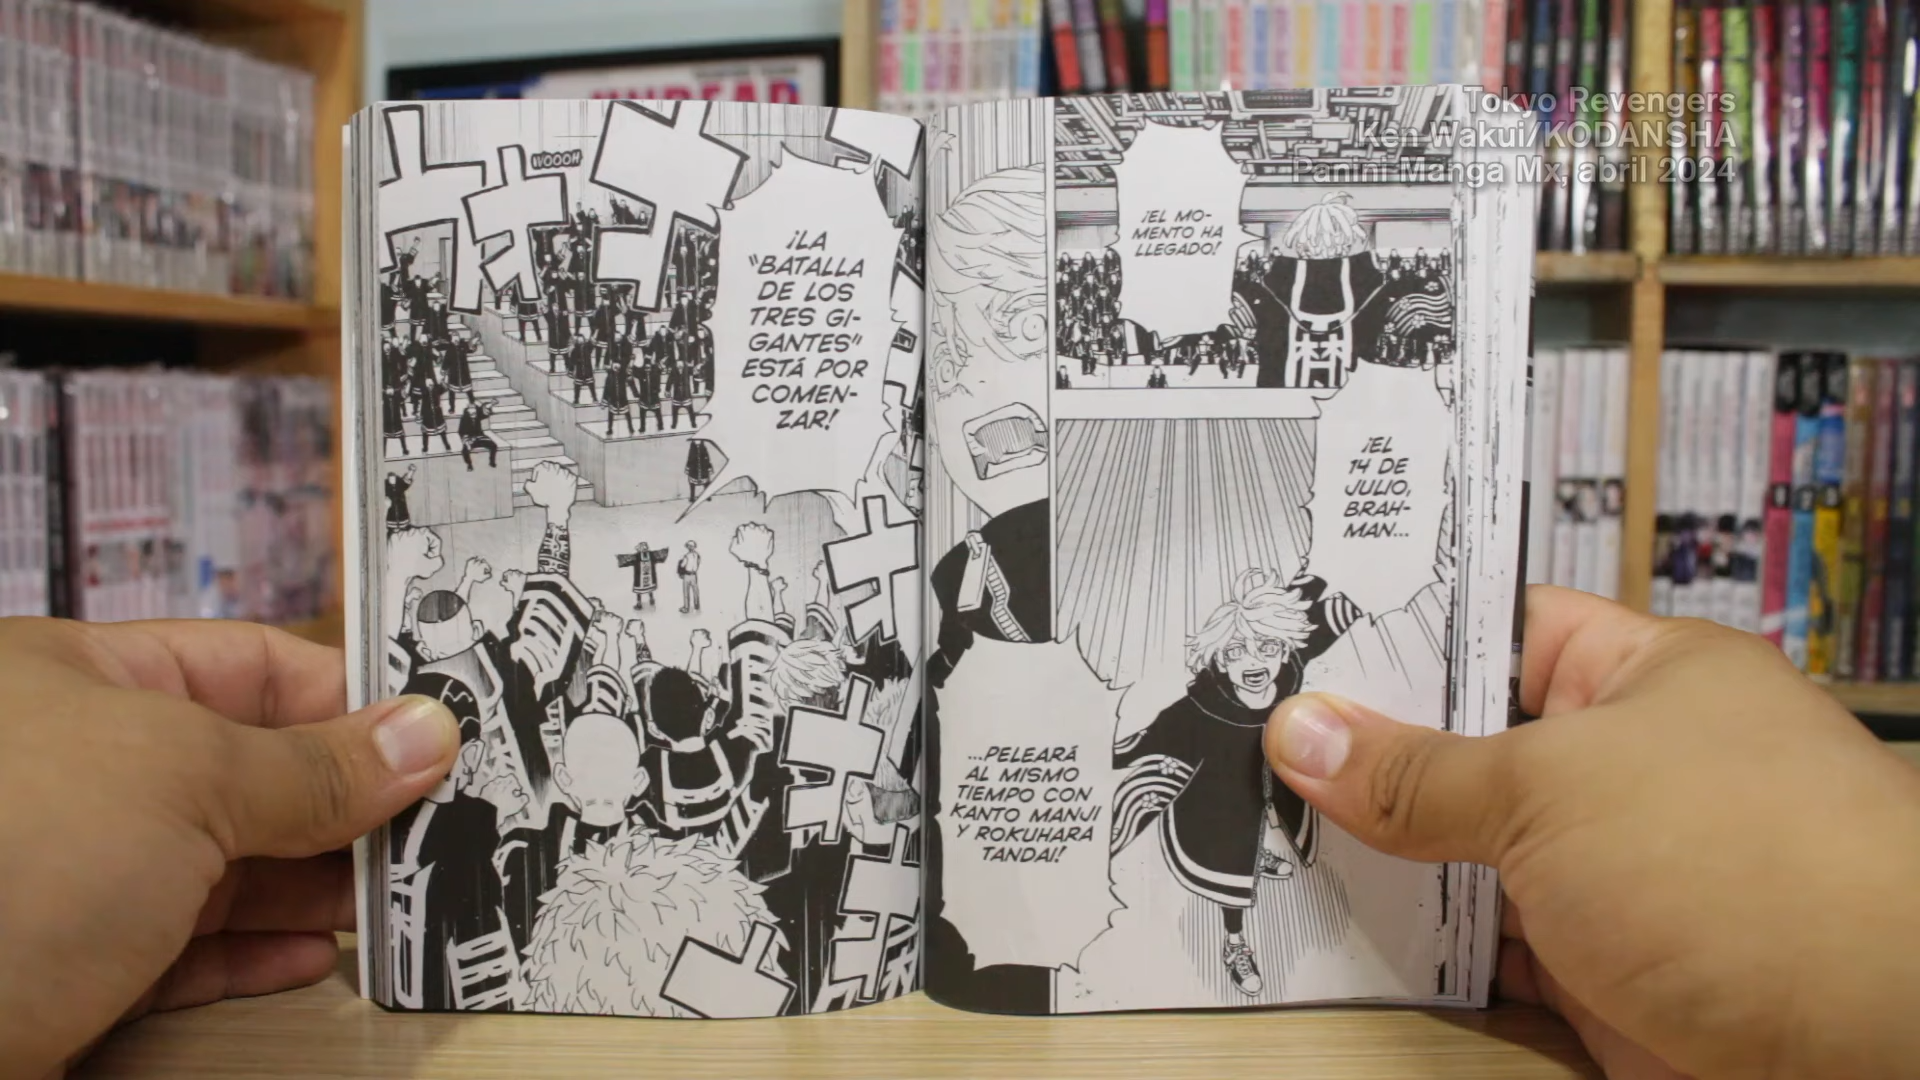 Tokyo Revengers
Ken Wakui/KODANSHA
Panini Manga Mx, abril 2024
UNDEAD
WOOOH
¡LA
"BATALLA
DE LOS
TRES GI-
GANTES"
ESTÁ POR
COMEN-
ZAR!
¡EL MO-
MENTO HA
LLEGADO!
¡EL
14 DE
JULIO,
BRAH-
MAN...
...PELEARÁ
AL MISMO
TIEMPO CON
KANTO MANJI
Y ROKUHARA
TANDAI!